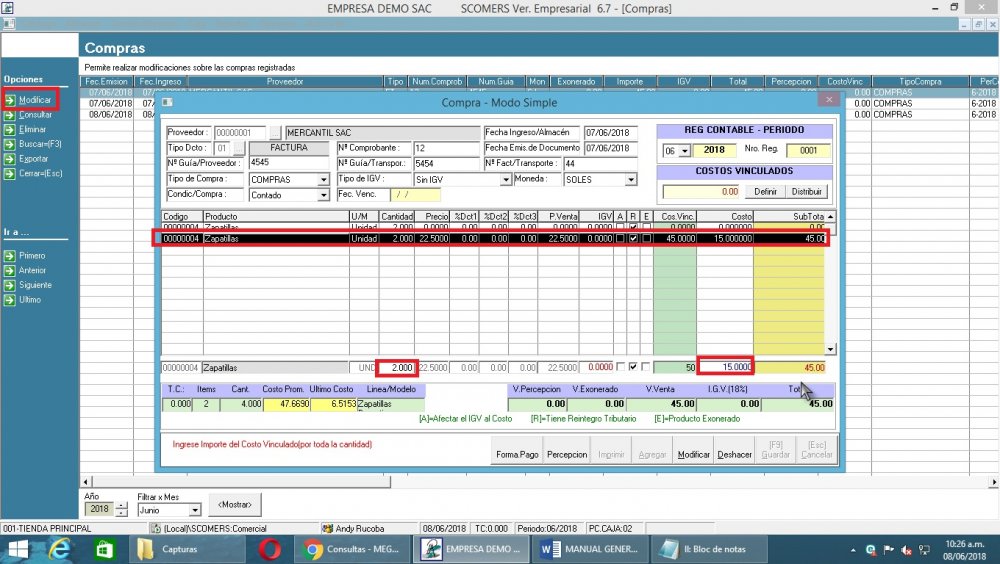 EMPRESA DEMO SAC SCOMERS Ver. Empresarial 6.7 - [Compras]
Compras
Permite realizar modificaciones sobre las compras registradas
Opciones
Modificar
Consultar
Eliminar
Buscar=(F3)
Exportar
Cerrar=(Esc)
Ir a ...
Primero
Anterior
Siguiente
Ultimo
Fec.Emision Fec.Ingreso Proveedor Tipo Num.Comprob Num.Guia Mon Exonerado Importe IGV Total Percepcion CostoVinc TipoCompra PerCo
07/06/2018 0.00 COMPRAS 6-2018
07/06/2018 0.00 COMPRAS 6-2018
08/06/2018 0.00 COMPRAS 6-2018
Compra - Modo Simple
Proveedor : 00000001 ... MERCANTIL SAC Fecha Ingreso/Almacén 07/06/2018
Tipo Dcto : 01 ... FACTURA Nº Comprobante : 12 Fecha Emis.de Documento 07/06/2018
Nº Guía/Proveedor : 4545 Nº Guía/Transpor.: 5454 Nº Fact/Transporte : 44
Tipo de Compra : COMPRAS Tipo de IGV : Sin IGV Moneda : SOLES
Condic/Compra : Contado Fec. Venc. / /
REG CONTABLE - PERIODO
06 2018 Nro. Reg. 0001
COSTOS VINCULADOS
0.00 Definir Distribuir
Codigo Producto U/M Cantidad Precio %Dct1 %Dct2 %Dct3 P.Venta IGV A R E Cos.Vinc. Costo SubTota
00000004 Zapatillas Unidad 2.000 0.0000 0.00 0.00 0.00 0.0000 0.0000 0.0000 0.000000 0.00
00000004 Zapatillas Unidad 2.000 22.5000 0.00 0.00 0.00 22.5000 0.0000 45.0000 15.000000 45.00
00000004 Zapatillas UND 2.000 22.5000 0.00 0.00 0.00 22.5000 0.0000 50 15.0000 45.00
T.C.: Items Cant. Costo Prom. Ultimo Costo Linea/Modelo V.Percepcion V.Exonerado V.Venta I.G.V.(18%)
0.000 2 4.000 47.6690 6.5153 Zapatillas 0.00 0.00 45.00 0.00 45.00
[A]=Afectar el IGV al Costo [R]=Tiene Reintegro Tributario [E]=Producto Exonerado
Ingrese Importe del Costo Vinculado(por toda la cantidad)
Forma.Pago Percepcion Imprimir Agregar Modificar Deshacer [F9] Guardar (Esc) Cancelar
Año Filtrar x Mes
2018 Junio <Mostrar>
001-TIENDA PRINCIPAL (Local)\SCOMERS:Comercial Andy Rucoba 08/06/2018 TC:0.000 Periodo:06/2018 PC.CAJA:02
Capturas Consultas - MEG... EMPRESA DEMO ... MANUAL GENER... II: Bloc de notas 10:26 a.m.
08/06/2018